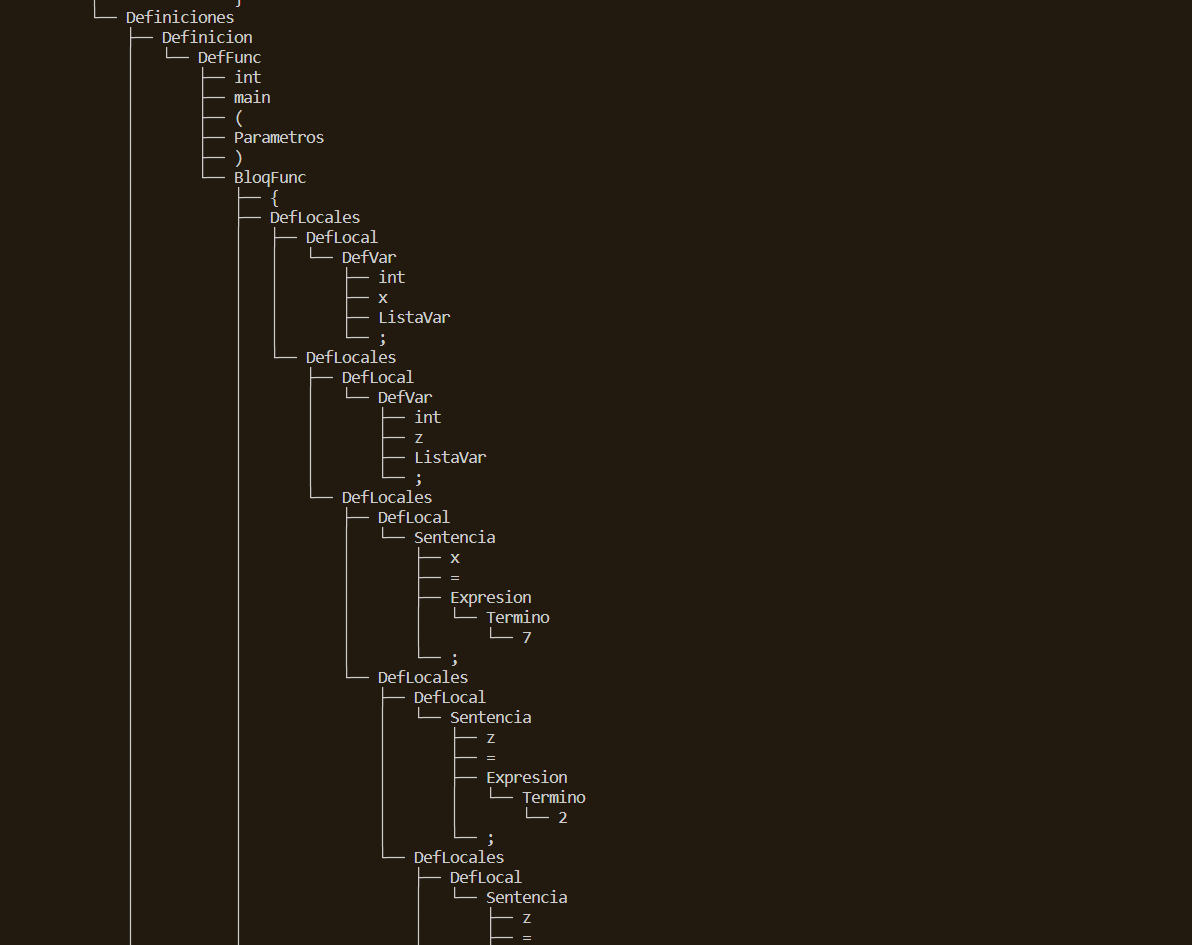 Definiciones
Definicion
DefFunc
int
main
(
Parametros
)
BloqFunc
{
DefLocales
DefLocal
DefVar
int
x
ListaVar
;
DefLocales
DefLocal
DefVar
int
z
ListaVar
;
DefLocales
DefLocal
Sentencia
x
=
Expresion
Termino
7
;
DefLocales
DefLocal
Sentencia
z
=
Expresion
Termino
2
;
DefLocales
DefLocal
Sentencia
z
=